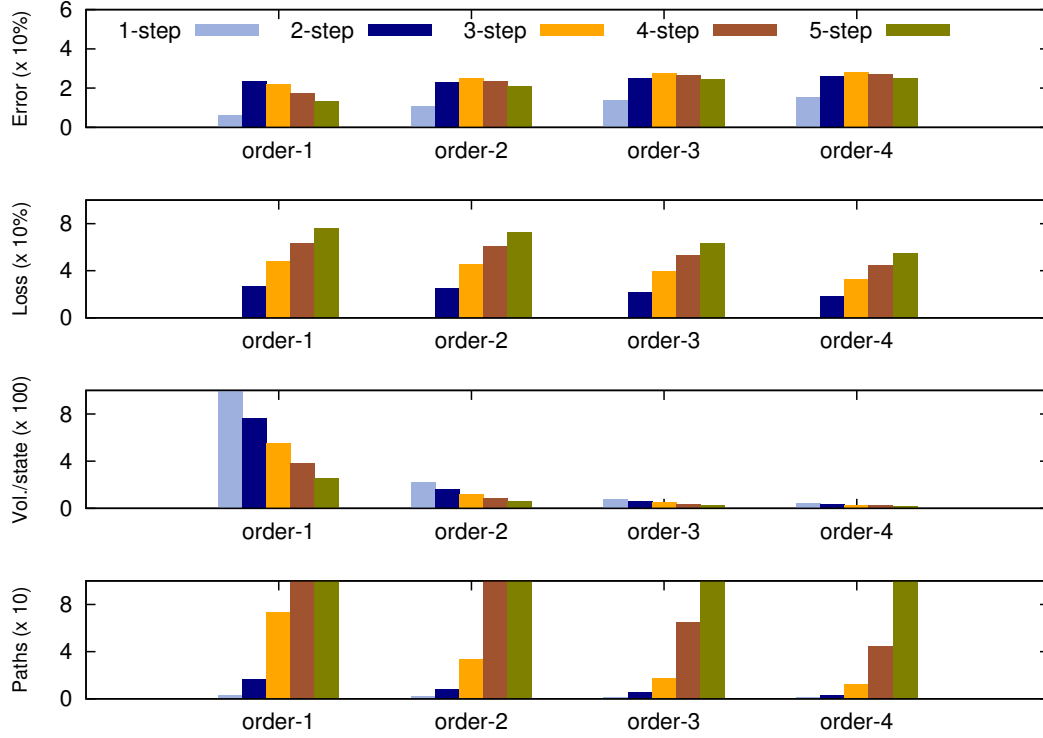 Error (x 10%)
6
4
2
0
1-step 2-step 3-step 4-step 5-step
order-1 order-2 order-3 order-4
Loss (x 10%)
8
4
0
order-1 order-2 order-3 order-4
Vol./state (x 100)
8
4
0
order-1 order-2 order-3 order-4
Paths (x 10)
8
4
0
order-1 order-2 order-3 order-4